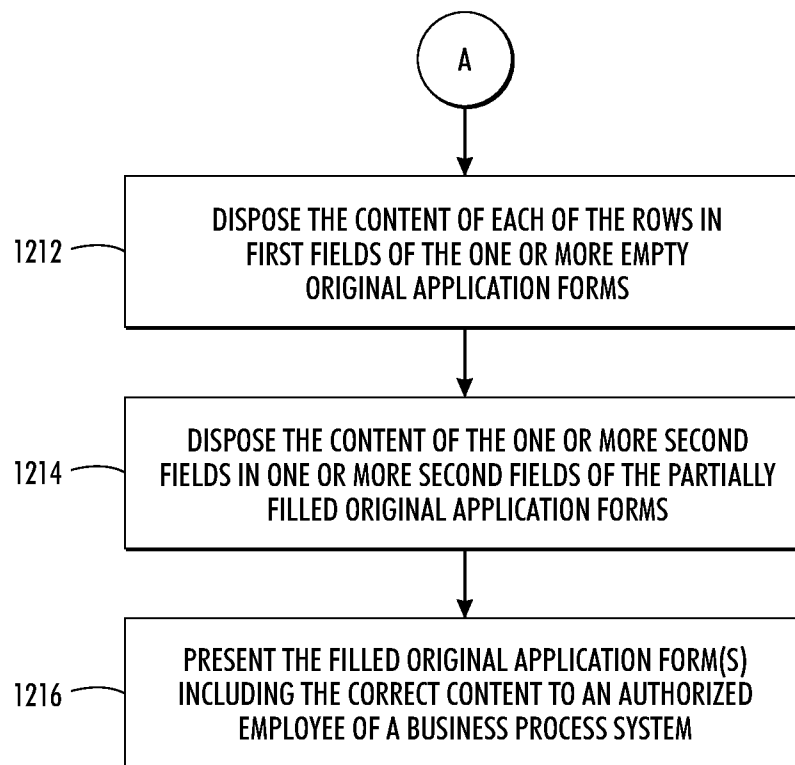 A
DISPOSE THE CONTENT OF EACH OF THE ROWS IN
FIRST FIELDS OF THE ONE OR MORE EMPTY
ORIGINAL APPLICATION FORMS
1212
DISPOSE THE CONTENT OF THE ONE OR MORE SECOND
FIELDS IN ONE OR MORE SECOND FIELDS OF THE PARTIALLY
FILLED ORIGINAL APPLICATION FORMS
1214
PRESENT THE FILLED ORIGINAL APPLICATION FORM(S)
INCLUDING THE CORRECT CONTENT TO AN AUTHORIZED
EMPLOYEE OF A BUSINESS PROCESS SYSTEM
1216